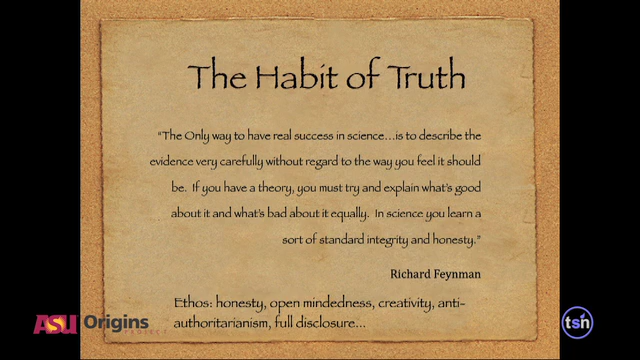 The Habit of Truth
"The Only way to have real success in science...is to describe the
evidence very carefully without regard to the way you feel it should
be. If you have a theory, you must try and explain what's good
about it and what's bad about it equally. In science you learn a
sort of standard integrity and honesty."
Richard Feynman
Ethos: honesty, open mindedness, creativity, anti-
authoritarianism, full disclosure...
ASU Origins
PROJECT
tsn